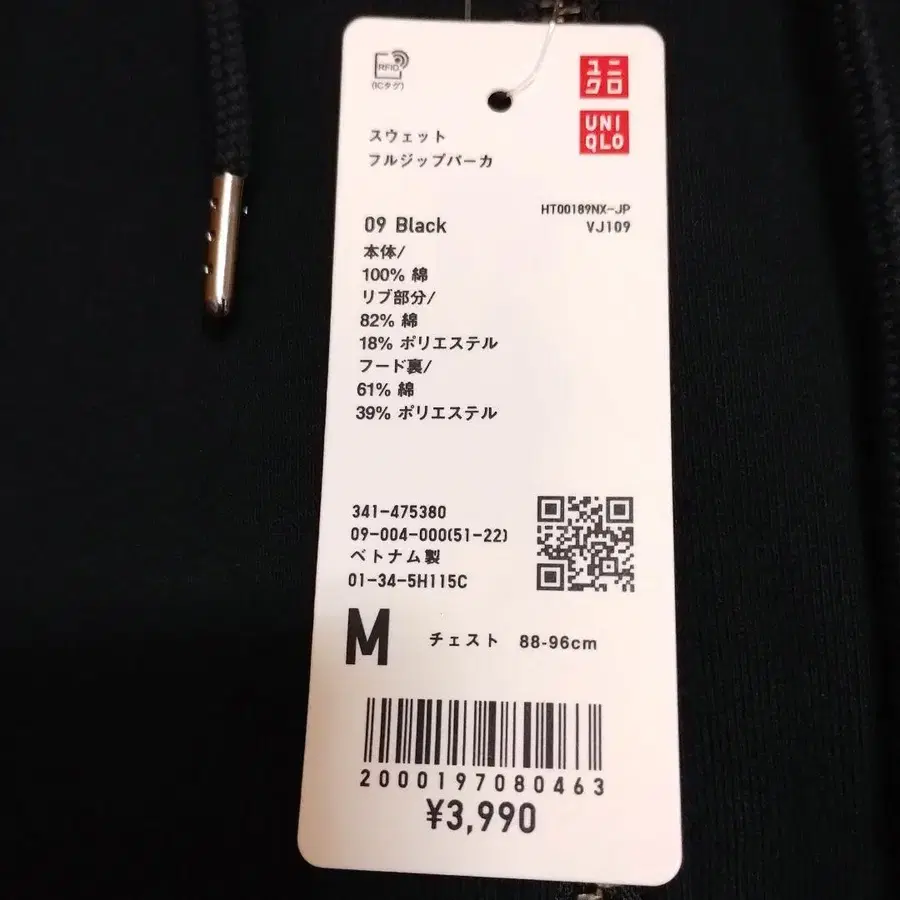 RFID
(ICタグ)
ユニ
クロ
UNI
QLO
スウェット
フルジップパーカ
HT00189NX-JP
09 Black
VJ109
本体/
100% 綿
リブ部分/
82% 綿
18% ポリエステル
フード裏/
61% 綿
39% ポリエステル
341-475380
09-004-000(51-22)
ベトナム製
01-34-5H115C
M チェスト 88-96cm
2000197080463
¥3,990